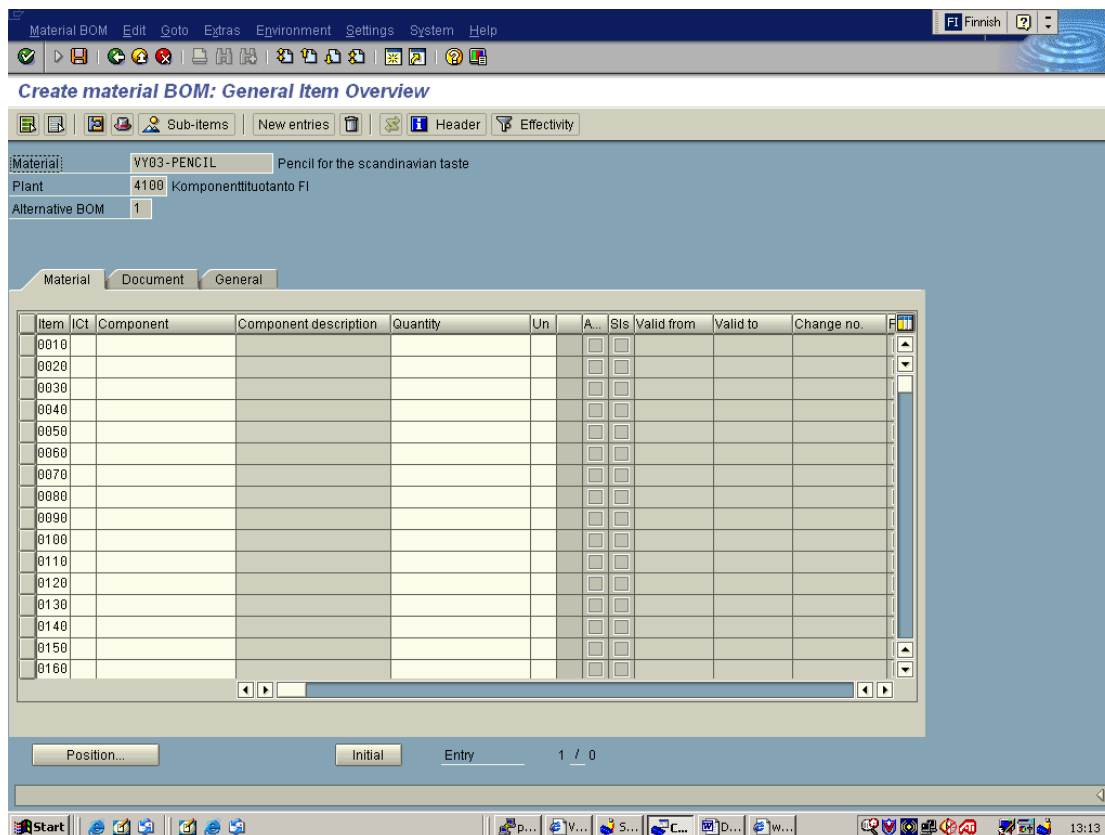 Material BOM Edit Goto Extras Environment Settings System Help
FI Finnish
Create material BOM: General Item Overview
Sub-items New entries Header Effectivity
Material VY03-PENCIL Pencil for the scandinavian taste
Plant 4100 Komponenttituotanto FI
Alternative BOM 1
Material Document General
Item ICt Component Component description Quantity Un A... SIs Valid from Valid to Change no. F
0010
0020
0030
0040
0050
0060
0070
0080
0090
0100
0110
0120
0130
0140
0150
0160
Position... Initial Entry 1 / 0
Start p... V... S... C... D... w... 13:13